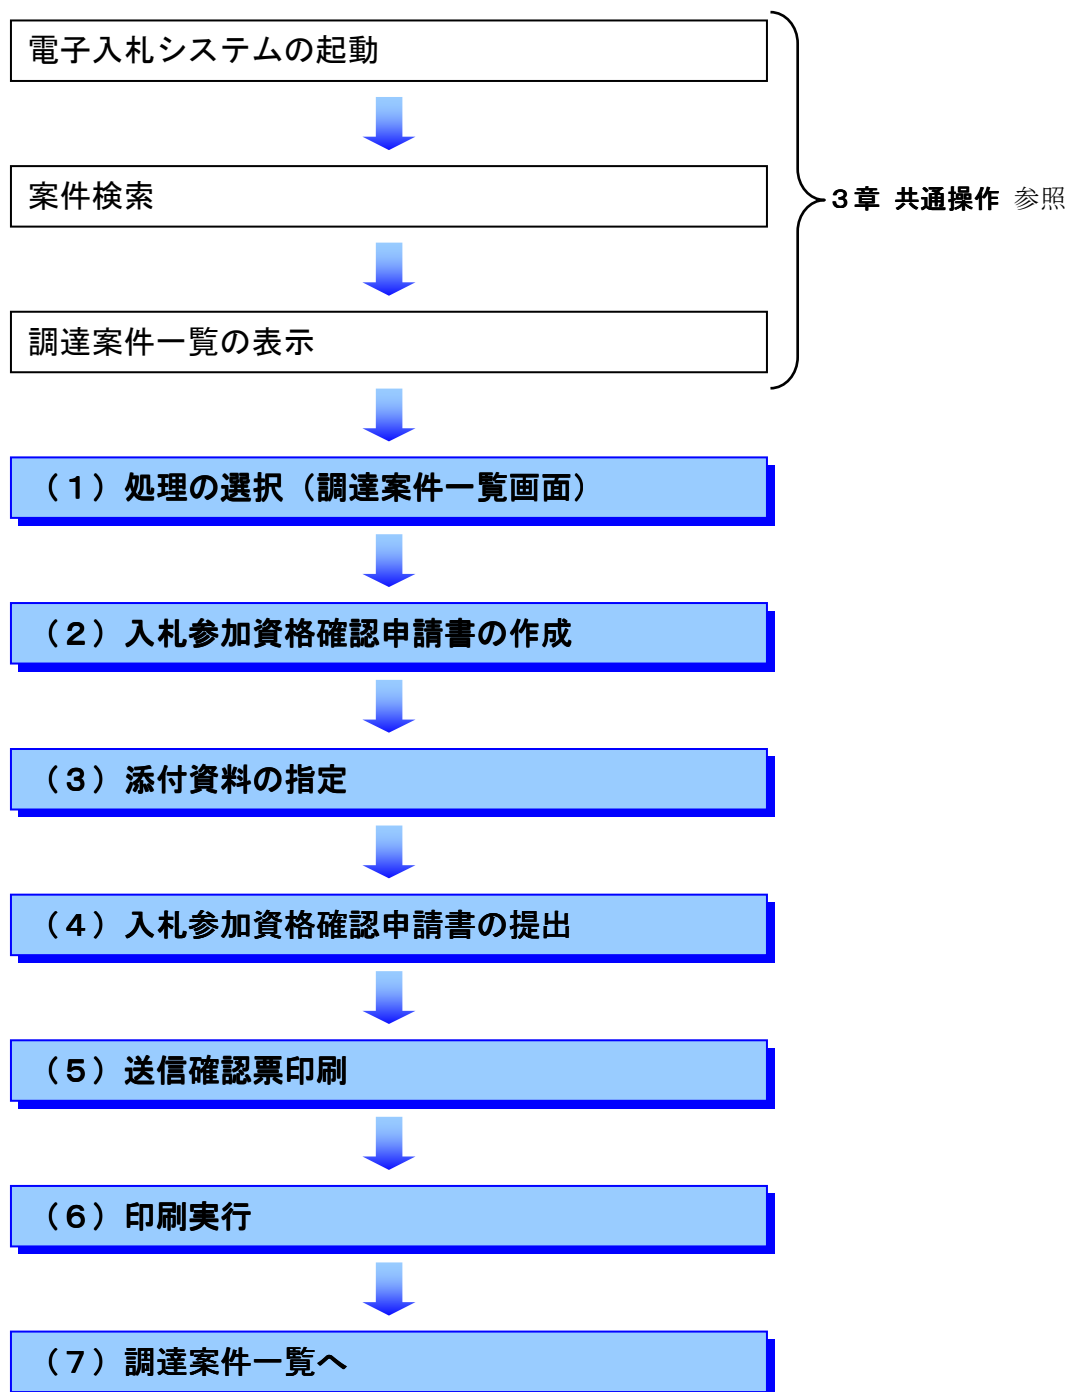 電子入札システムの起動
案件検索
3章 共通操作 参照
調達案件一覧の表示
（1）処理の選択（調達案件一覧画面）
（2）入札参加資格確認申請書の作成
（3）添付資料の指定
（4）入札参加資格確認申請書の提出
（5）送信確認票印刷
（6）印刷実行
（7）調達案件一覧へ